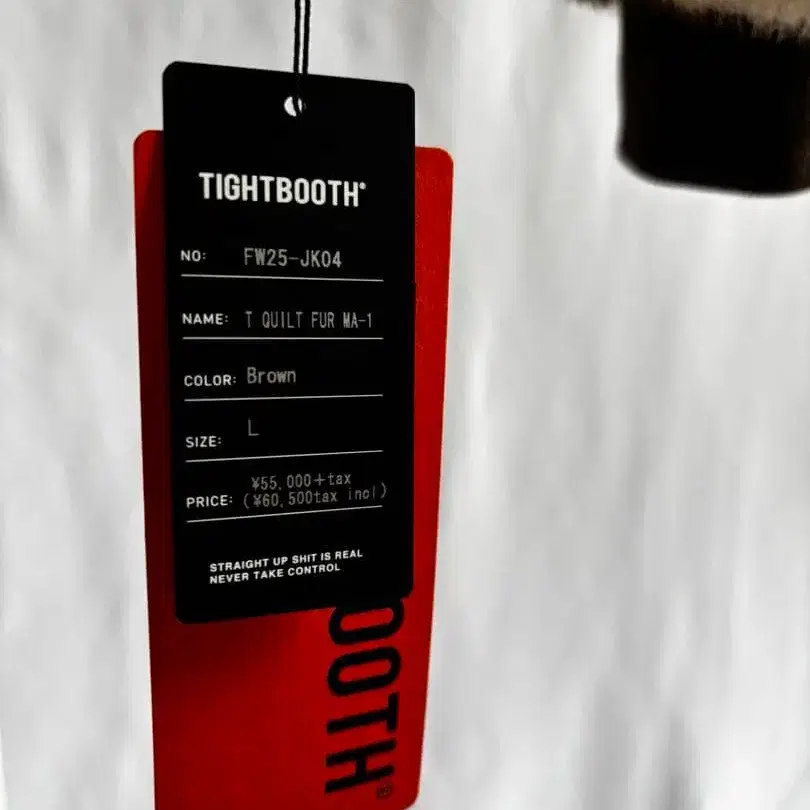 TIGHTBOOTH®
NO: FW25-JK04
NAME: T QUILT FUR MA-1
COLOR: Brown
SIZE: L
PRICE: ¥55,000+tax
(¥60,500tax incl)
STRAIGHT UP SHIT IS REAL
NEVER TAKE CONTROL
OOTH®